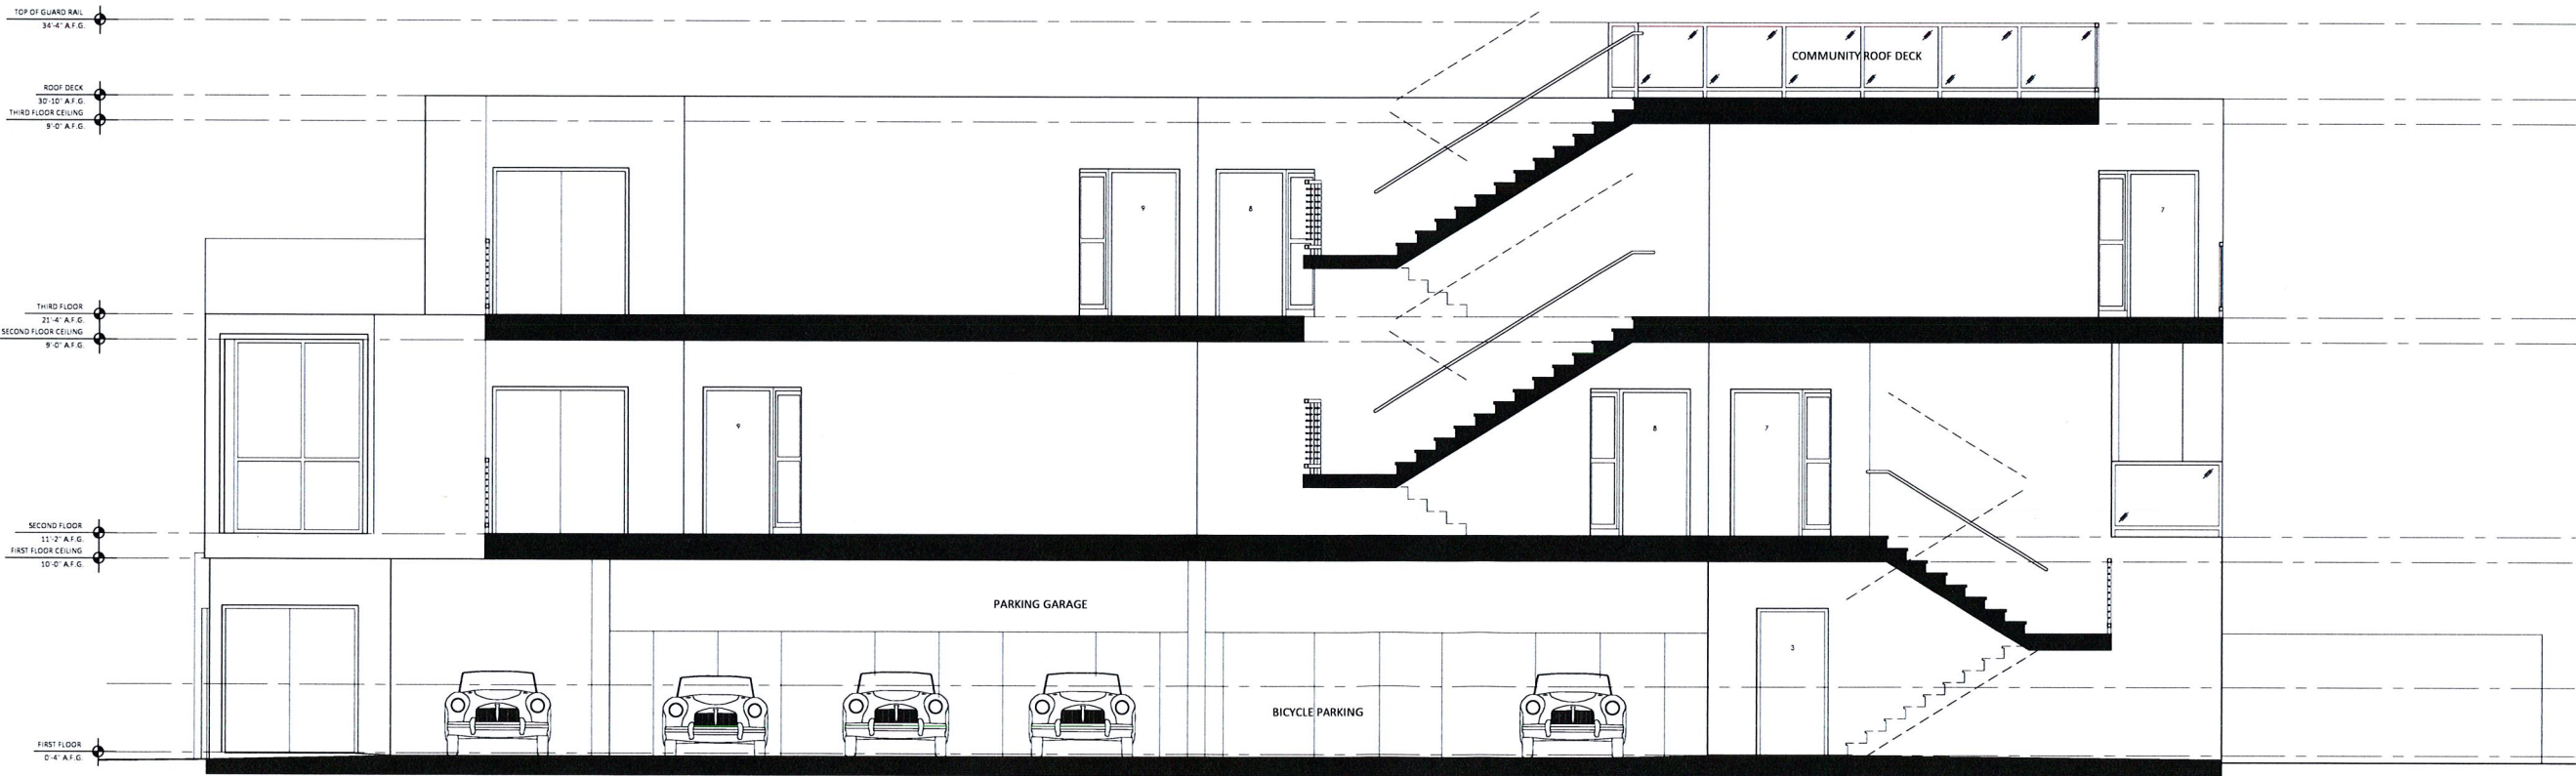 TOP OF GUARD RAIL
34'-4" A.F.G.
COMMUNITY ROOF DECK
ROOF DECK
30'-10" A.F.G.
THIRD FLOOR CEILING
9'-0" A.F.G.
9
8
7
THIRD FLOOR
21'-4" A.F.G.
SECOND FLOOR CEILING
9'-0" A.F.G.
9
8
7
SECOND FLOOR
11'-2" A.F.G.
FIRST FLOOR CEILING
10'-0" A.F.G.
PARKING GARAGE
3
BICYCLE PARKING
FIRST FLOOR
0'-4" A.F.G.